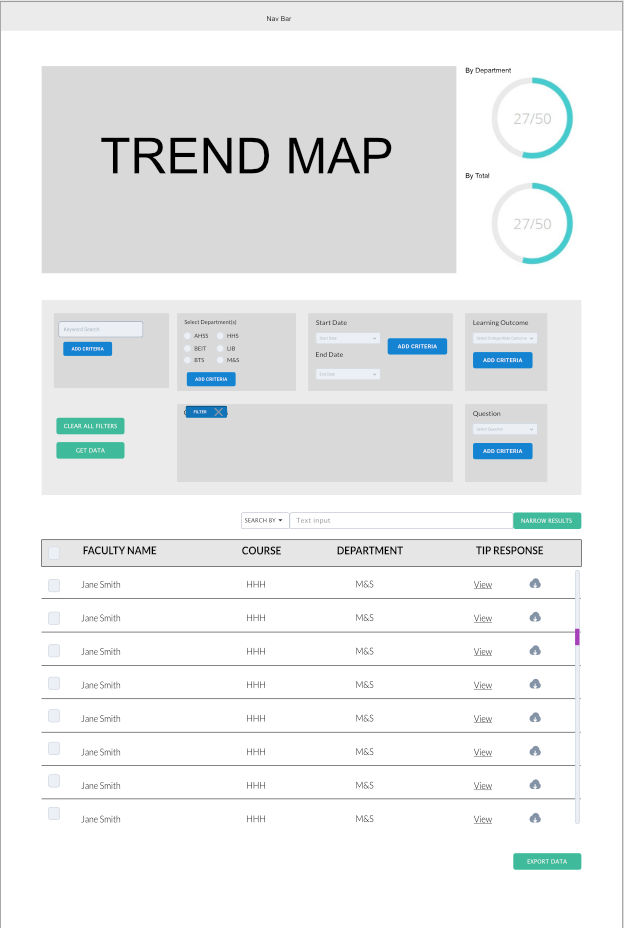 Nav Bar
By Department
TREND MAP
27/50
By Total
27/50
Keyword Search
ADD CRITERIA
Select Department(s)
AHSS HHS
BEIT LIB
BTS M&S
ADD CRITERIA
Start Date
Start Date
End Date
End Date
ADD CRITERIA
Learning Outcome
ADD CRITERIA
CLEAR ALL FILTERS
GET DATA
FILTER
Question
Select Question
ADD CRITERIA
SEARCH BY Text input NARROW RESULTS
FACULTY NAME COURSE DEPARTMENT TIP RESPONSE
Jane Smith HHH M&S View
Jane Smith HHH M&S View
Jane Smith HHH M&S View
Jane Smith HHH M&S View
Jane Smith HHH M&S View
Jane Smith HHH M&S View
Jane Smith HHH M&S View
Jane Smith HHH M&S View
EXPORT DATA